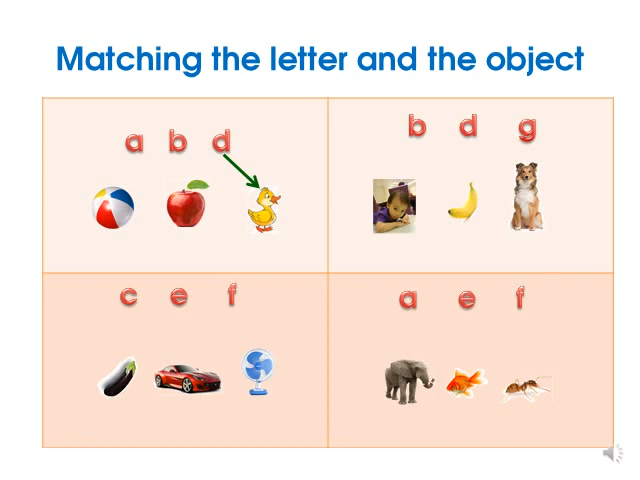 Matching the letter and the object
a b d
b d g
c e f
a e f